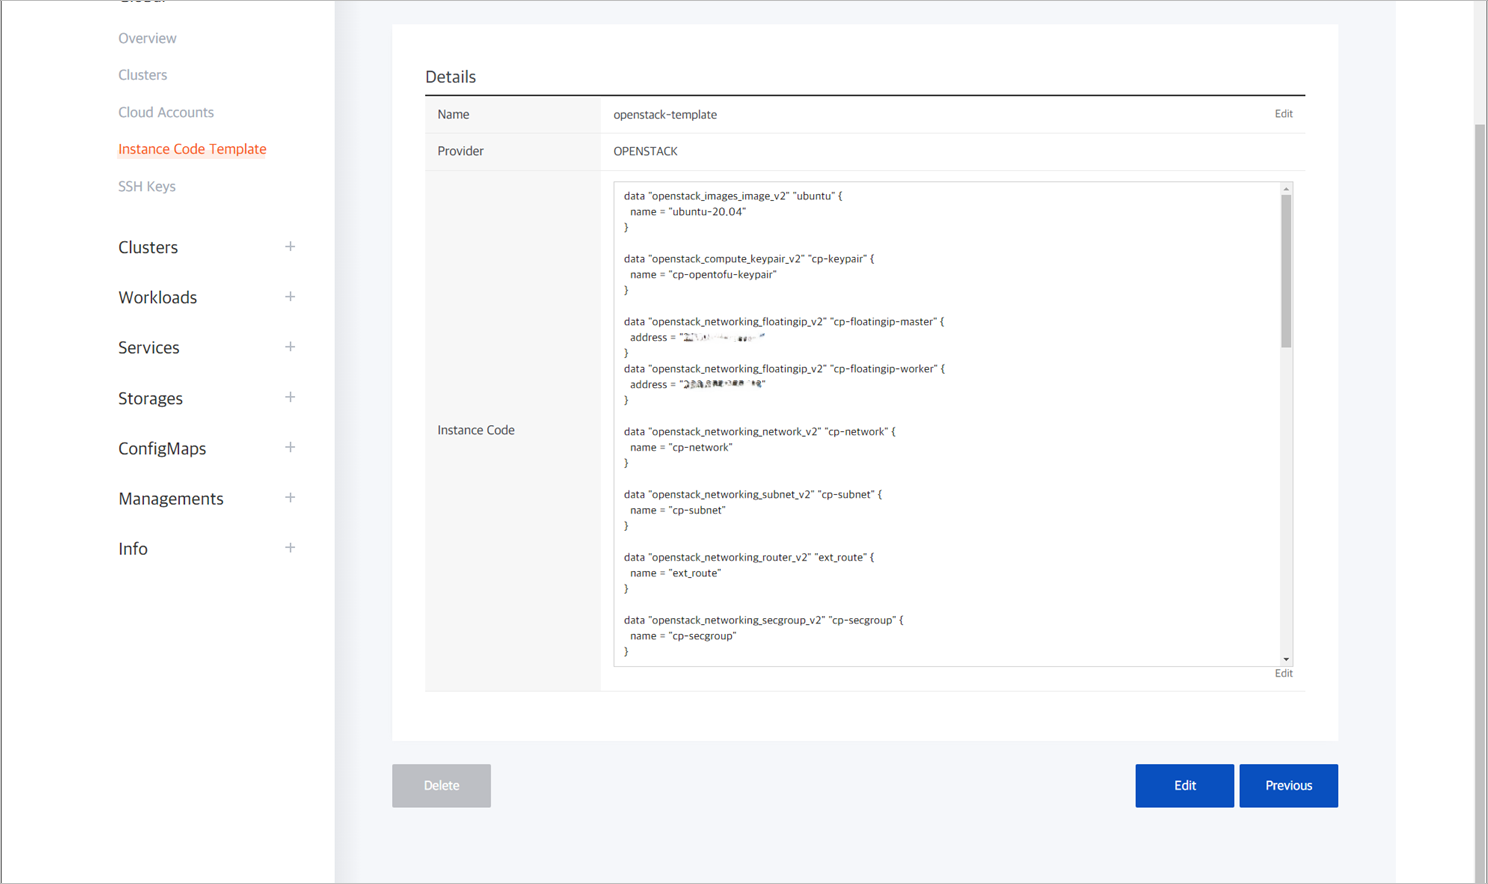 Overview
Clusters
Cloud Accounts
Instance Code Template
SSH Keys
Clusters +
Workloads +
Services +
Storages +
ConfigMaps +
Managements +
Info +
Details
Name openstack-template Edit
Provider OPENSTACK
Instance Code
data "openstack_images_image_v2" "ubuntu" {
name = "ubuntu-20.04"
}
data "openstack_compute_keypair_v2" "cp-keypair" {
name = "cp-opentofu-keypair"
}
data "openstack_networking_floatingip_v2" "cp-floatingip-master" {
address = "
}
data "openstack_networking_floatingip_v2" "cp-floatingip-worker" {
address = "
}
data "openstack_networking_network_v2" "cp-network" {
name = "cp-network"
}
data "openstack_networking_subnet_v2" "cp-subnet" {
name = "cp-subnet"
}
data "openstack_networking_router_v2" "ext_route" {
name = "ext_route"
}
data "openstack_networking_secgroup_v2" "cp-secgroup" {
name = "cp-secgroup"
}
Edit
Delete
Edit
Previous